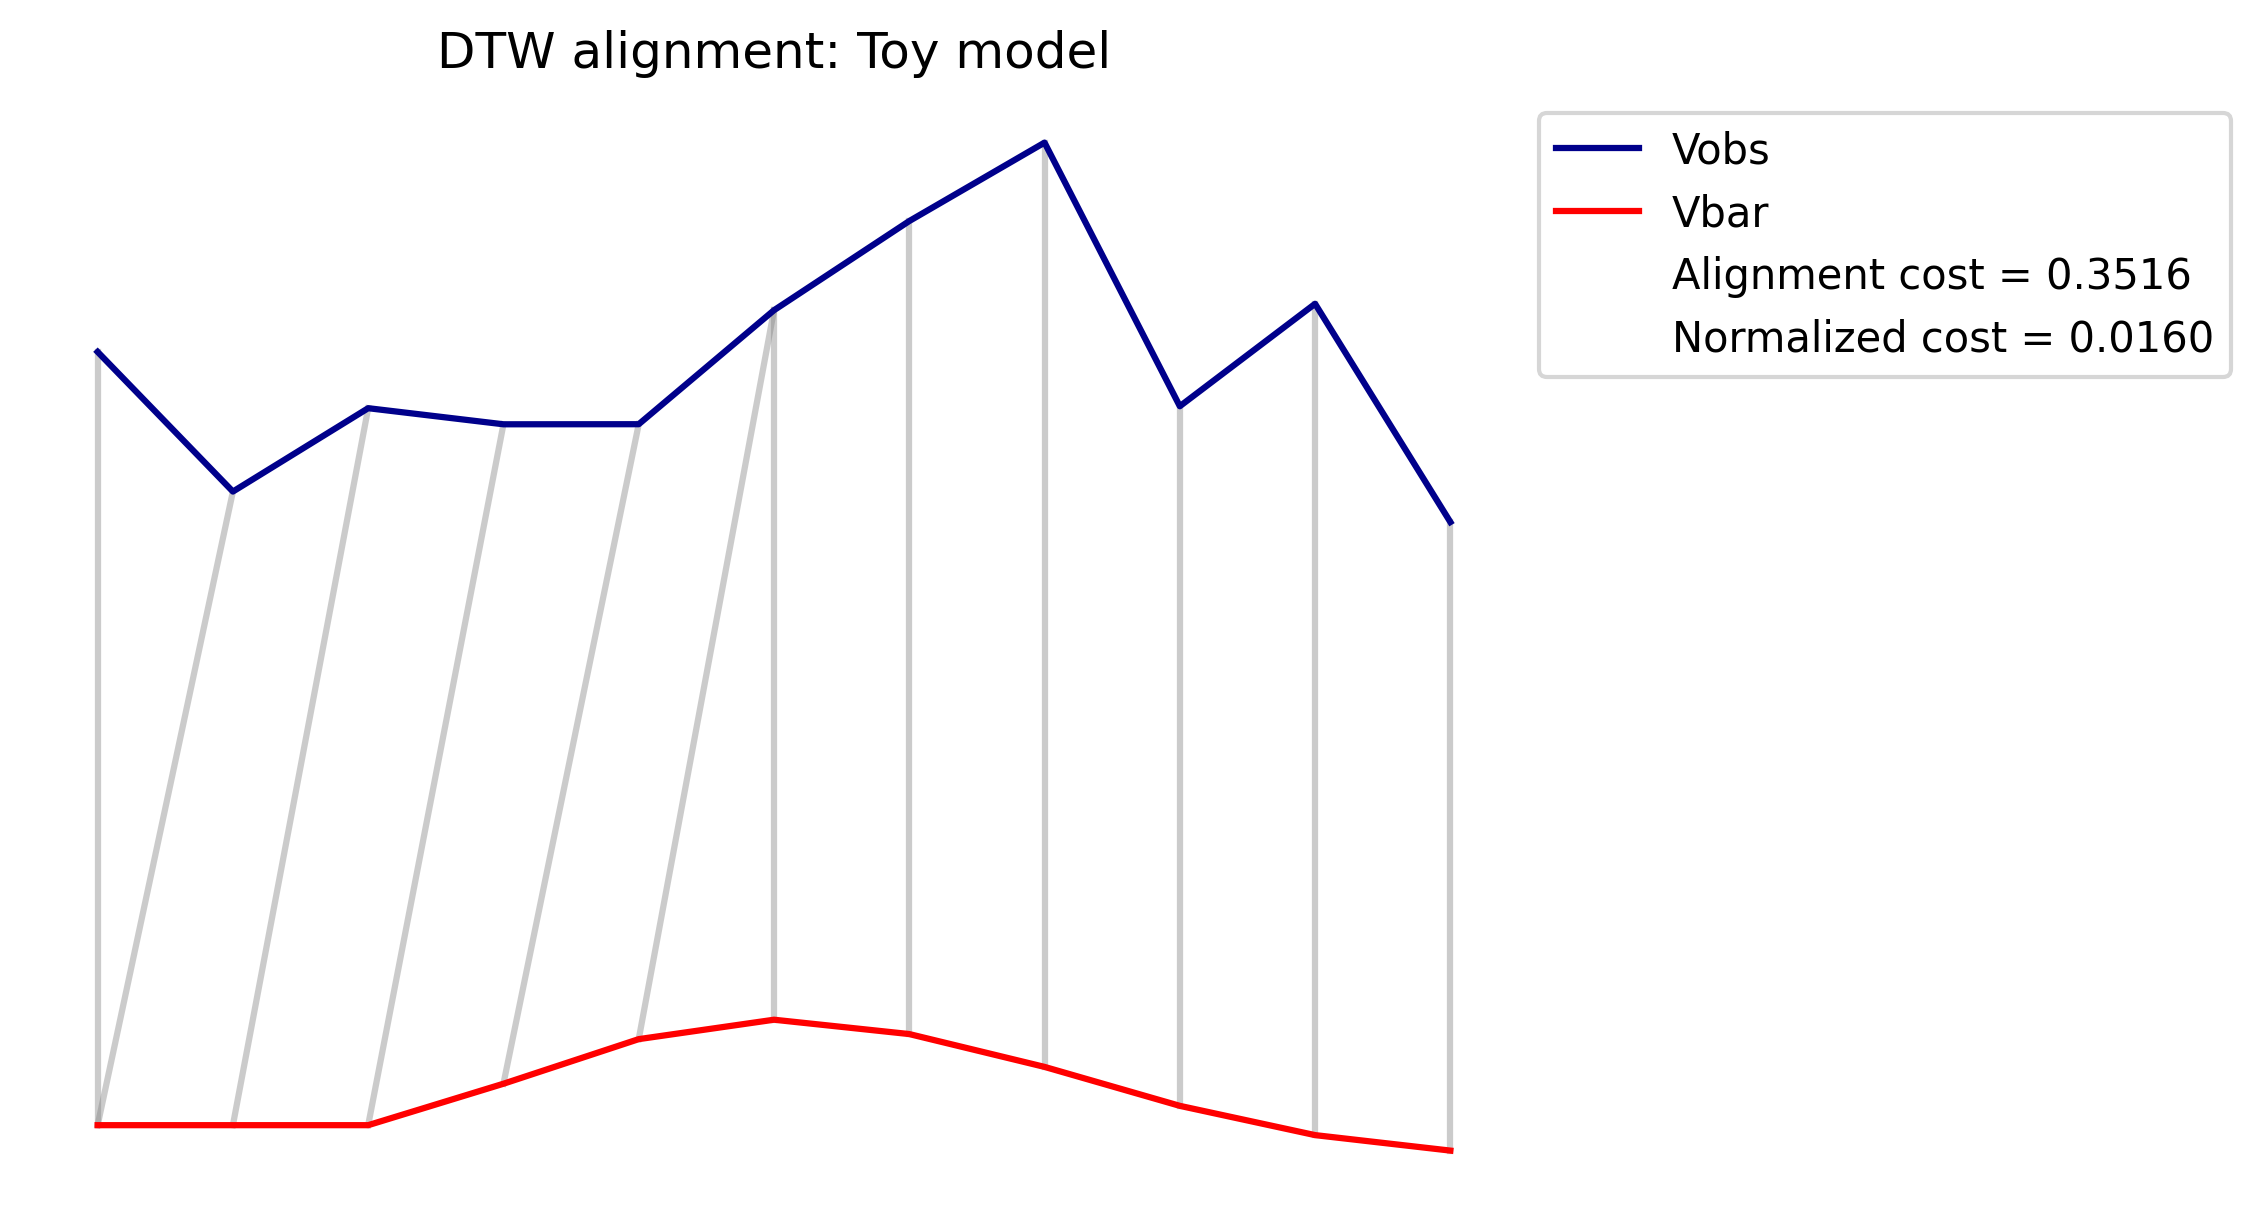 DTW alignment: Toy model
Vobs
Vbar
Alignment cost = 0.3516
Normalized cost = 0.0160